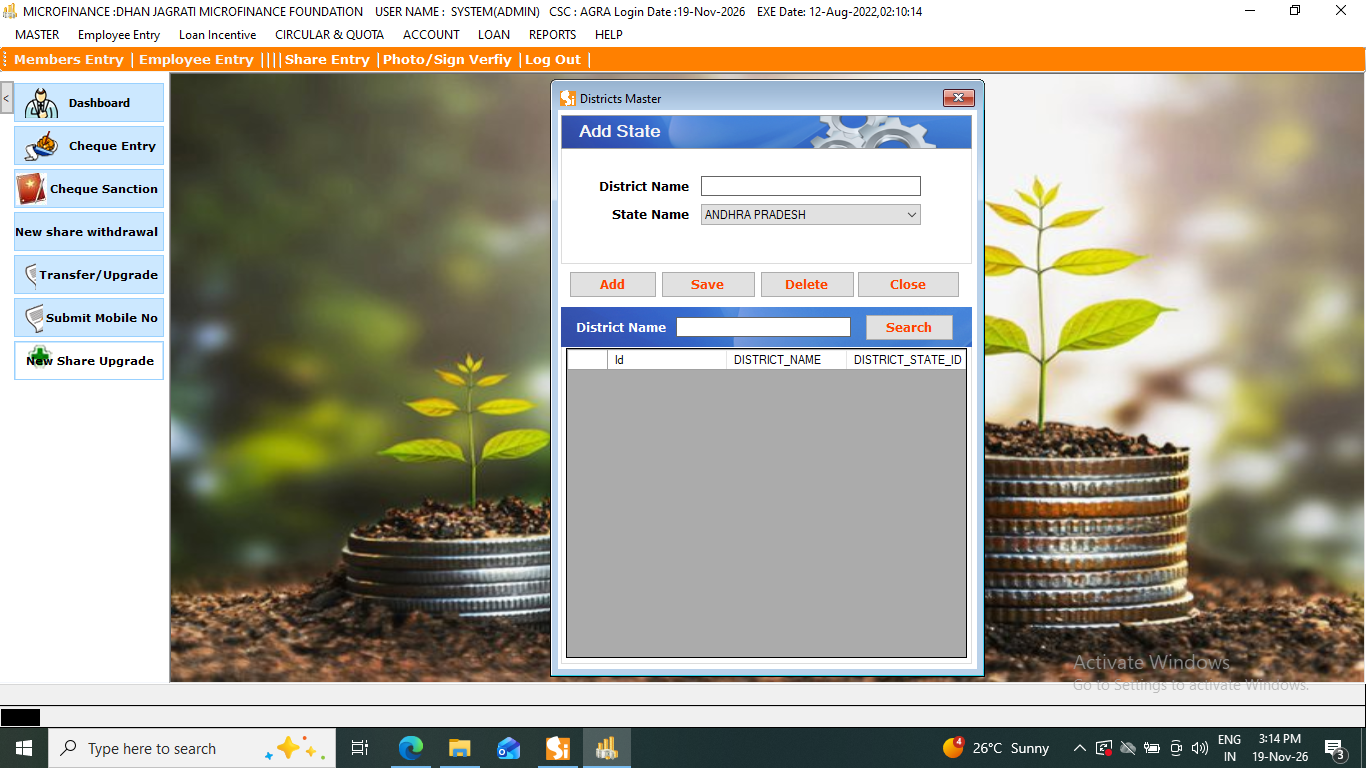 MICROFINANCE :DHAN JAGRATI MICROFINANCE FOUNDATION USER NAME : SYSTEM(ADMIN) CSC : AGRA Login Date :19-Nov-2026 EXE Date: 12-Aug-2022,02:10:14
MASTER Employee Entry Loan Incentive CIRCULAR & QUOTA ACCOUNT LOAN REPORTS HELP
Members Entry | Employee Entry ||||Share Entry |Photo/Sign Verfiy |Log Out |
<
Dashboard
Cheque Entry
Cheque Sanction
New share withdrawal
Transfer/Upgrade
Submit Mobile No
New Share Upgrade
Si Districts Master
Add State
District Name
State Name ANDHRA PRADESH
Add Save Delete Close
District Name Search
Id DISTRICT_NAME DISTRICT_STATE_ID
Activate Windows
Go to Settings to activate Windows.
Type here to search
Si
4 26°C Sunny
ENG 3:14 PM
IN 19-Nov-26
3